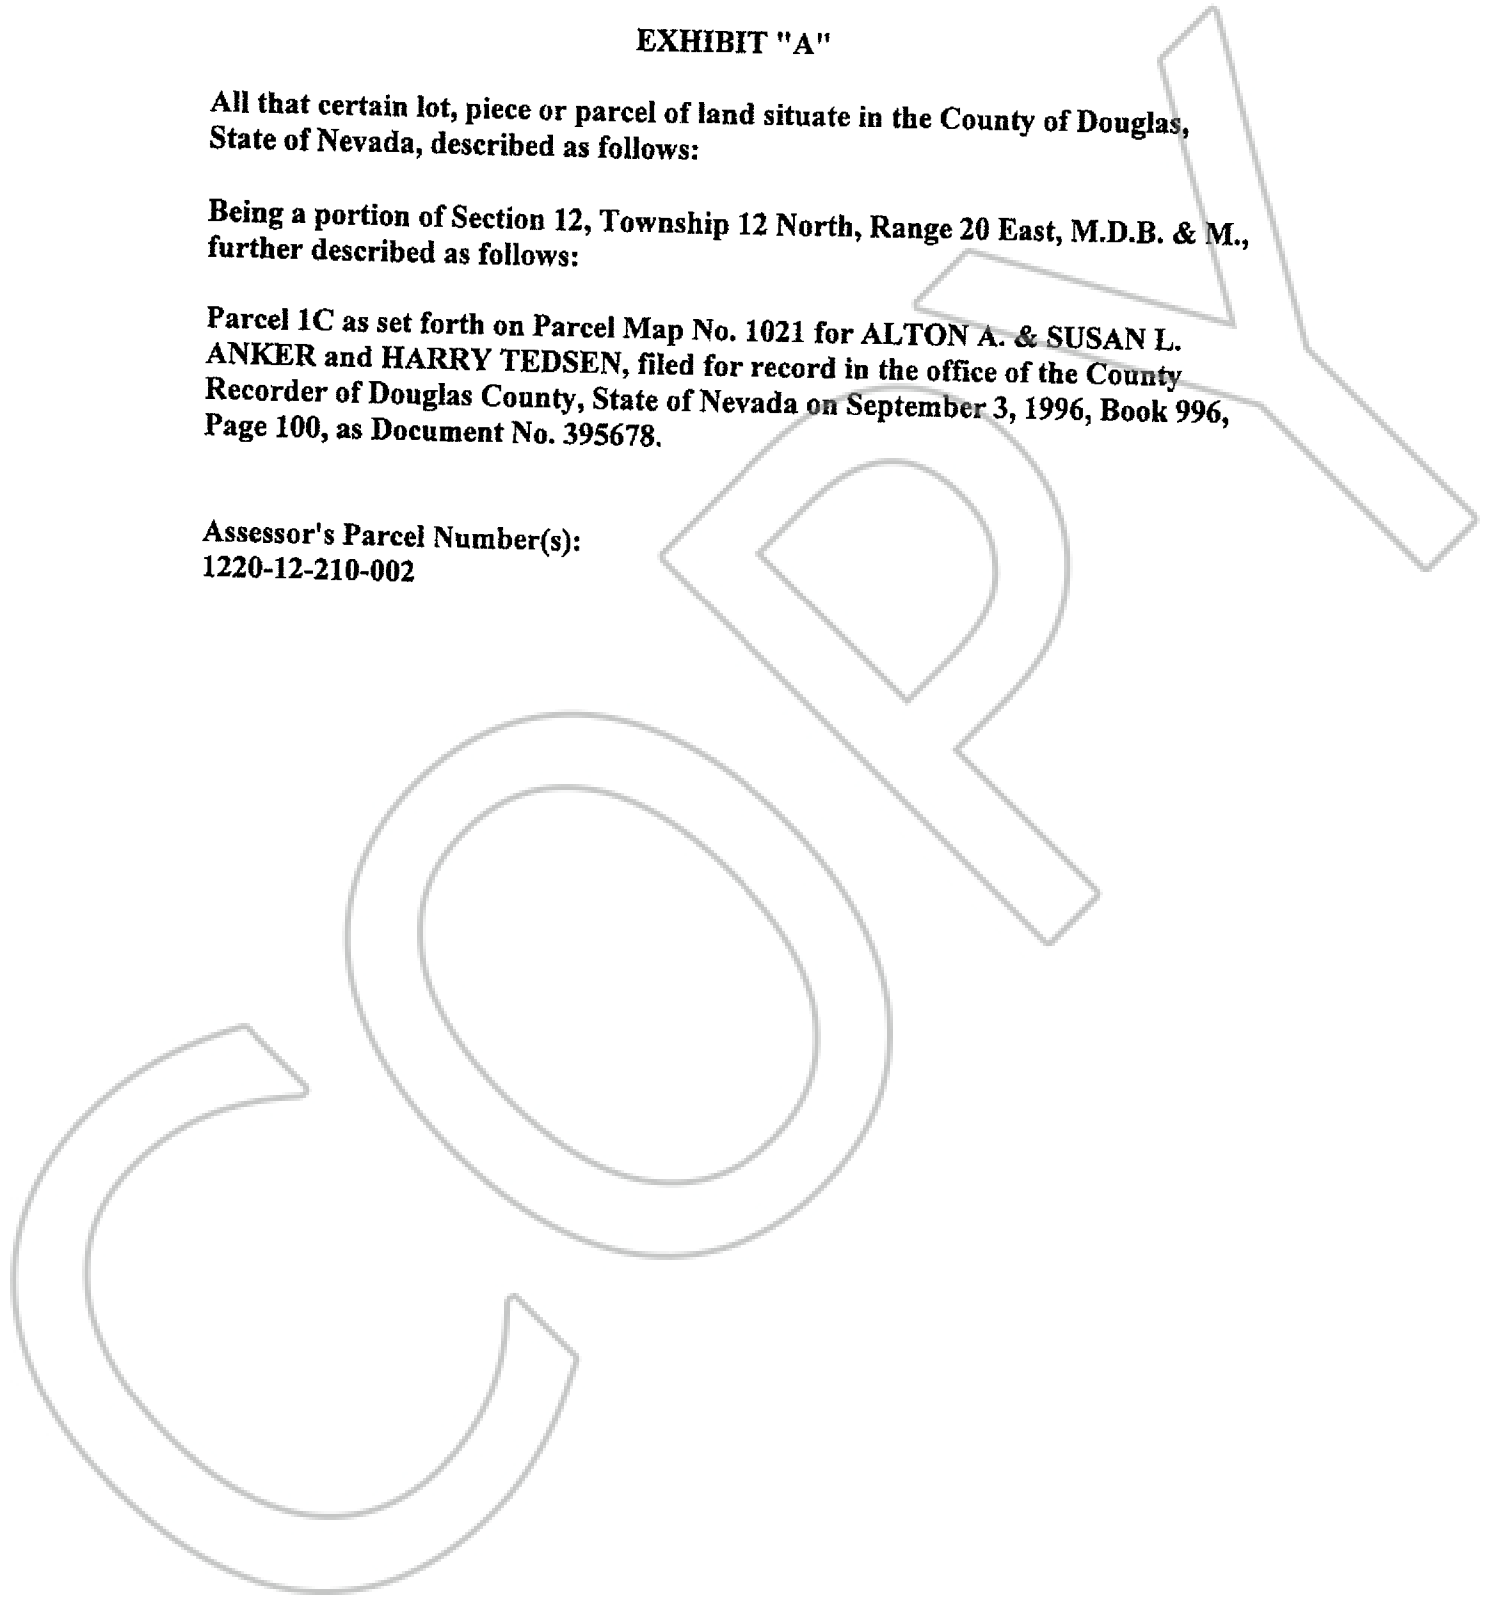 EXHIBIT "A"
All that certain lot, piece or parcel of land situate in the County of Douglas,
State of Nevada, described as follows:
Being a portion of Section 12, Township 12 North, Range 20 East, M.D.B. & M.,
further described as follows:
Parcel 1C as set forth on Parcel Map No. 1021 for ALTON A. & SUSAN L.
ANKER and HARRY TEDSEN, filed for record in the office of the County
Recorder of Douglas County, State of Nevada on September 3, 1996, Book 996,
Page 100, as Document No. 395678.
Assessor's Parcel Number(s):
1220-12-210-002
COPY